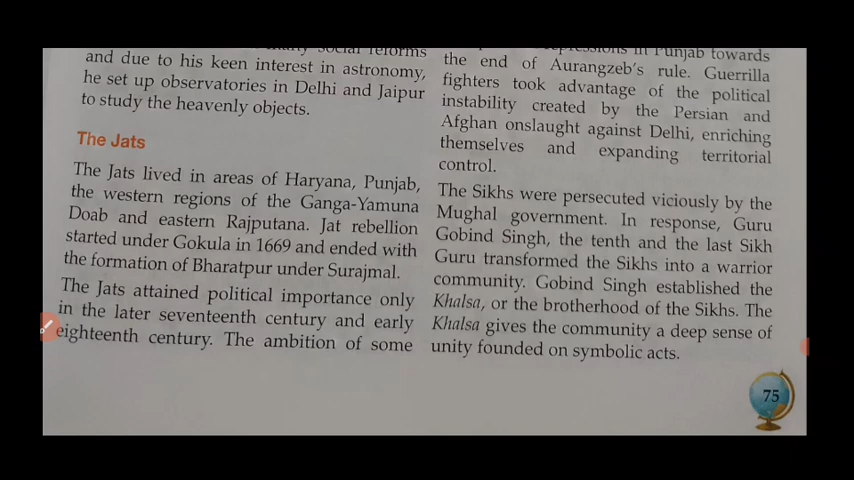 many social reforms
and due to his keen interest in astronomy,
he set up observatories in Delhi and Jaipur
to study the heavenly objects.
The Jats
The Jats lived in areas of Haryana, Punjab,
the western regions of the Ganga-Yamuna
Doab and eastern Rajputana. Jat rebellion
started under Gokula in 1669 and ended with
the formation of Bharatpur under Surajmal.
The Jats attained political importance only
in the later seventeenth century and early
eighteenth century. The ambition of some
in Punjab towards
the end of Aurangzeb's rule. Guerrilla
fighters took advantage of the political
instability created by the Persian and
Afghan onslaught against Delhi, enriching
themselves and expanding territorial
control.
The Sikhs were persecuted viciously by the
Mughal government. In response, Guru
Gobind Singh, the tenth and the last Sikh
Guru transformed the Sikhs into a warrior
community. Gobind Singh established the
Khalsa, or the brotherhood of the Sikhs. The
Khalsa gives the community a deep sense of
unity founded on symbolic acts.
75